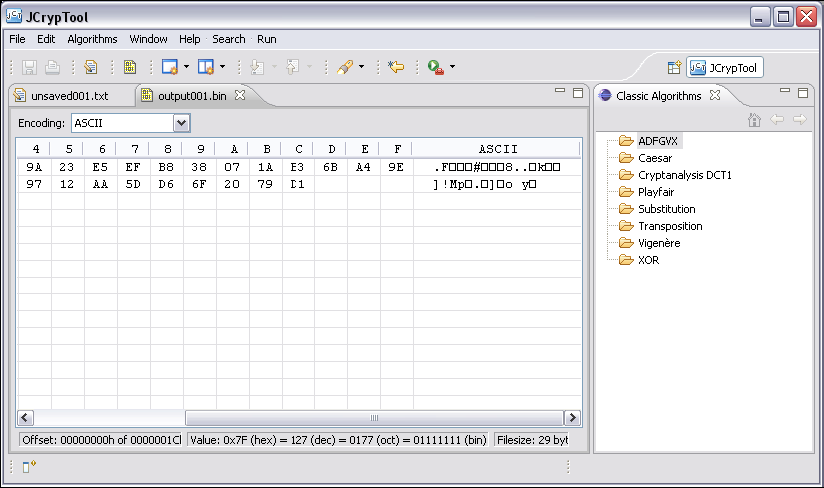 JCrypTool
File Edit Algorithms Window Help Search Run
JCrypTool
unsaved001.txt output001.bin
Classic Algorithms
Encoding: ASCII
4 5 6 7 8 9 A B C D E F ASCII
9A 23 E5 EF B8 38 07 1A E3 6B A4 9E .F□□□#□□□8..□k□□
97 12 AA 5D D6 6F 20 79 D1 ]!Mp□.□]□o y□
ADFGVX
Caesar
Cryptanalysis DCT1
Playfair
Substitution
Transposition
Vigenère
XOR
Offset: 00000000h of 0000001Cl Value: 0x7F (hex) = 127 (dec) = 0177 (oct) = 01111111 (bin) Filesize: 29 byt